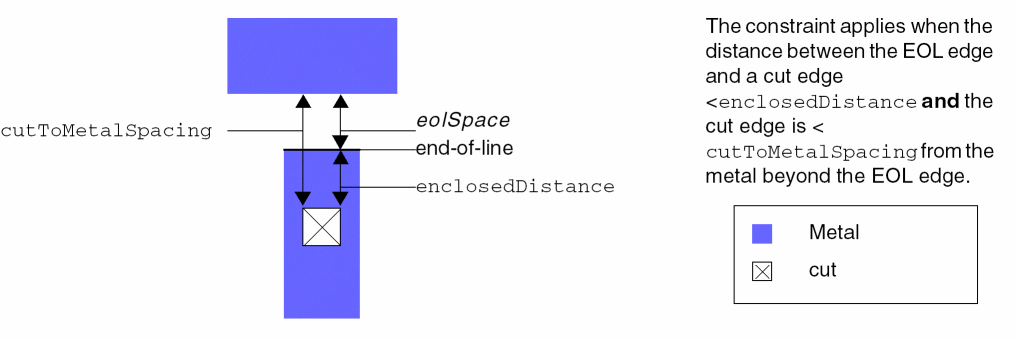 The constraint applies when the
distance between the EOL edge
and a cut edge
<enclosedDistance and the
cut edge is <
cutToMetalSpacing from the
metal beyond the EOL edge.
cutToMetalSpacing
eolSpace
end-of-line
enclosedDistance
Metal
cut